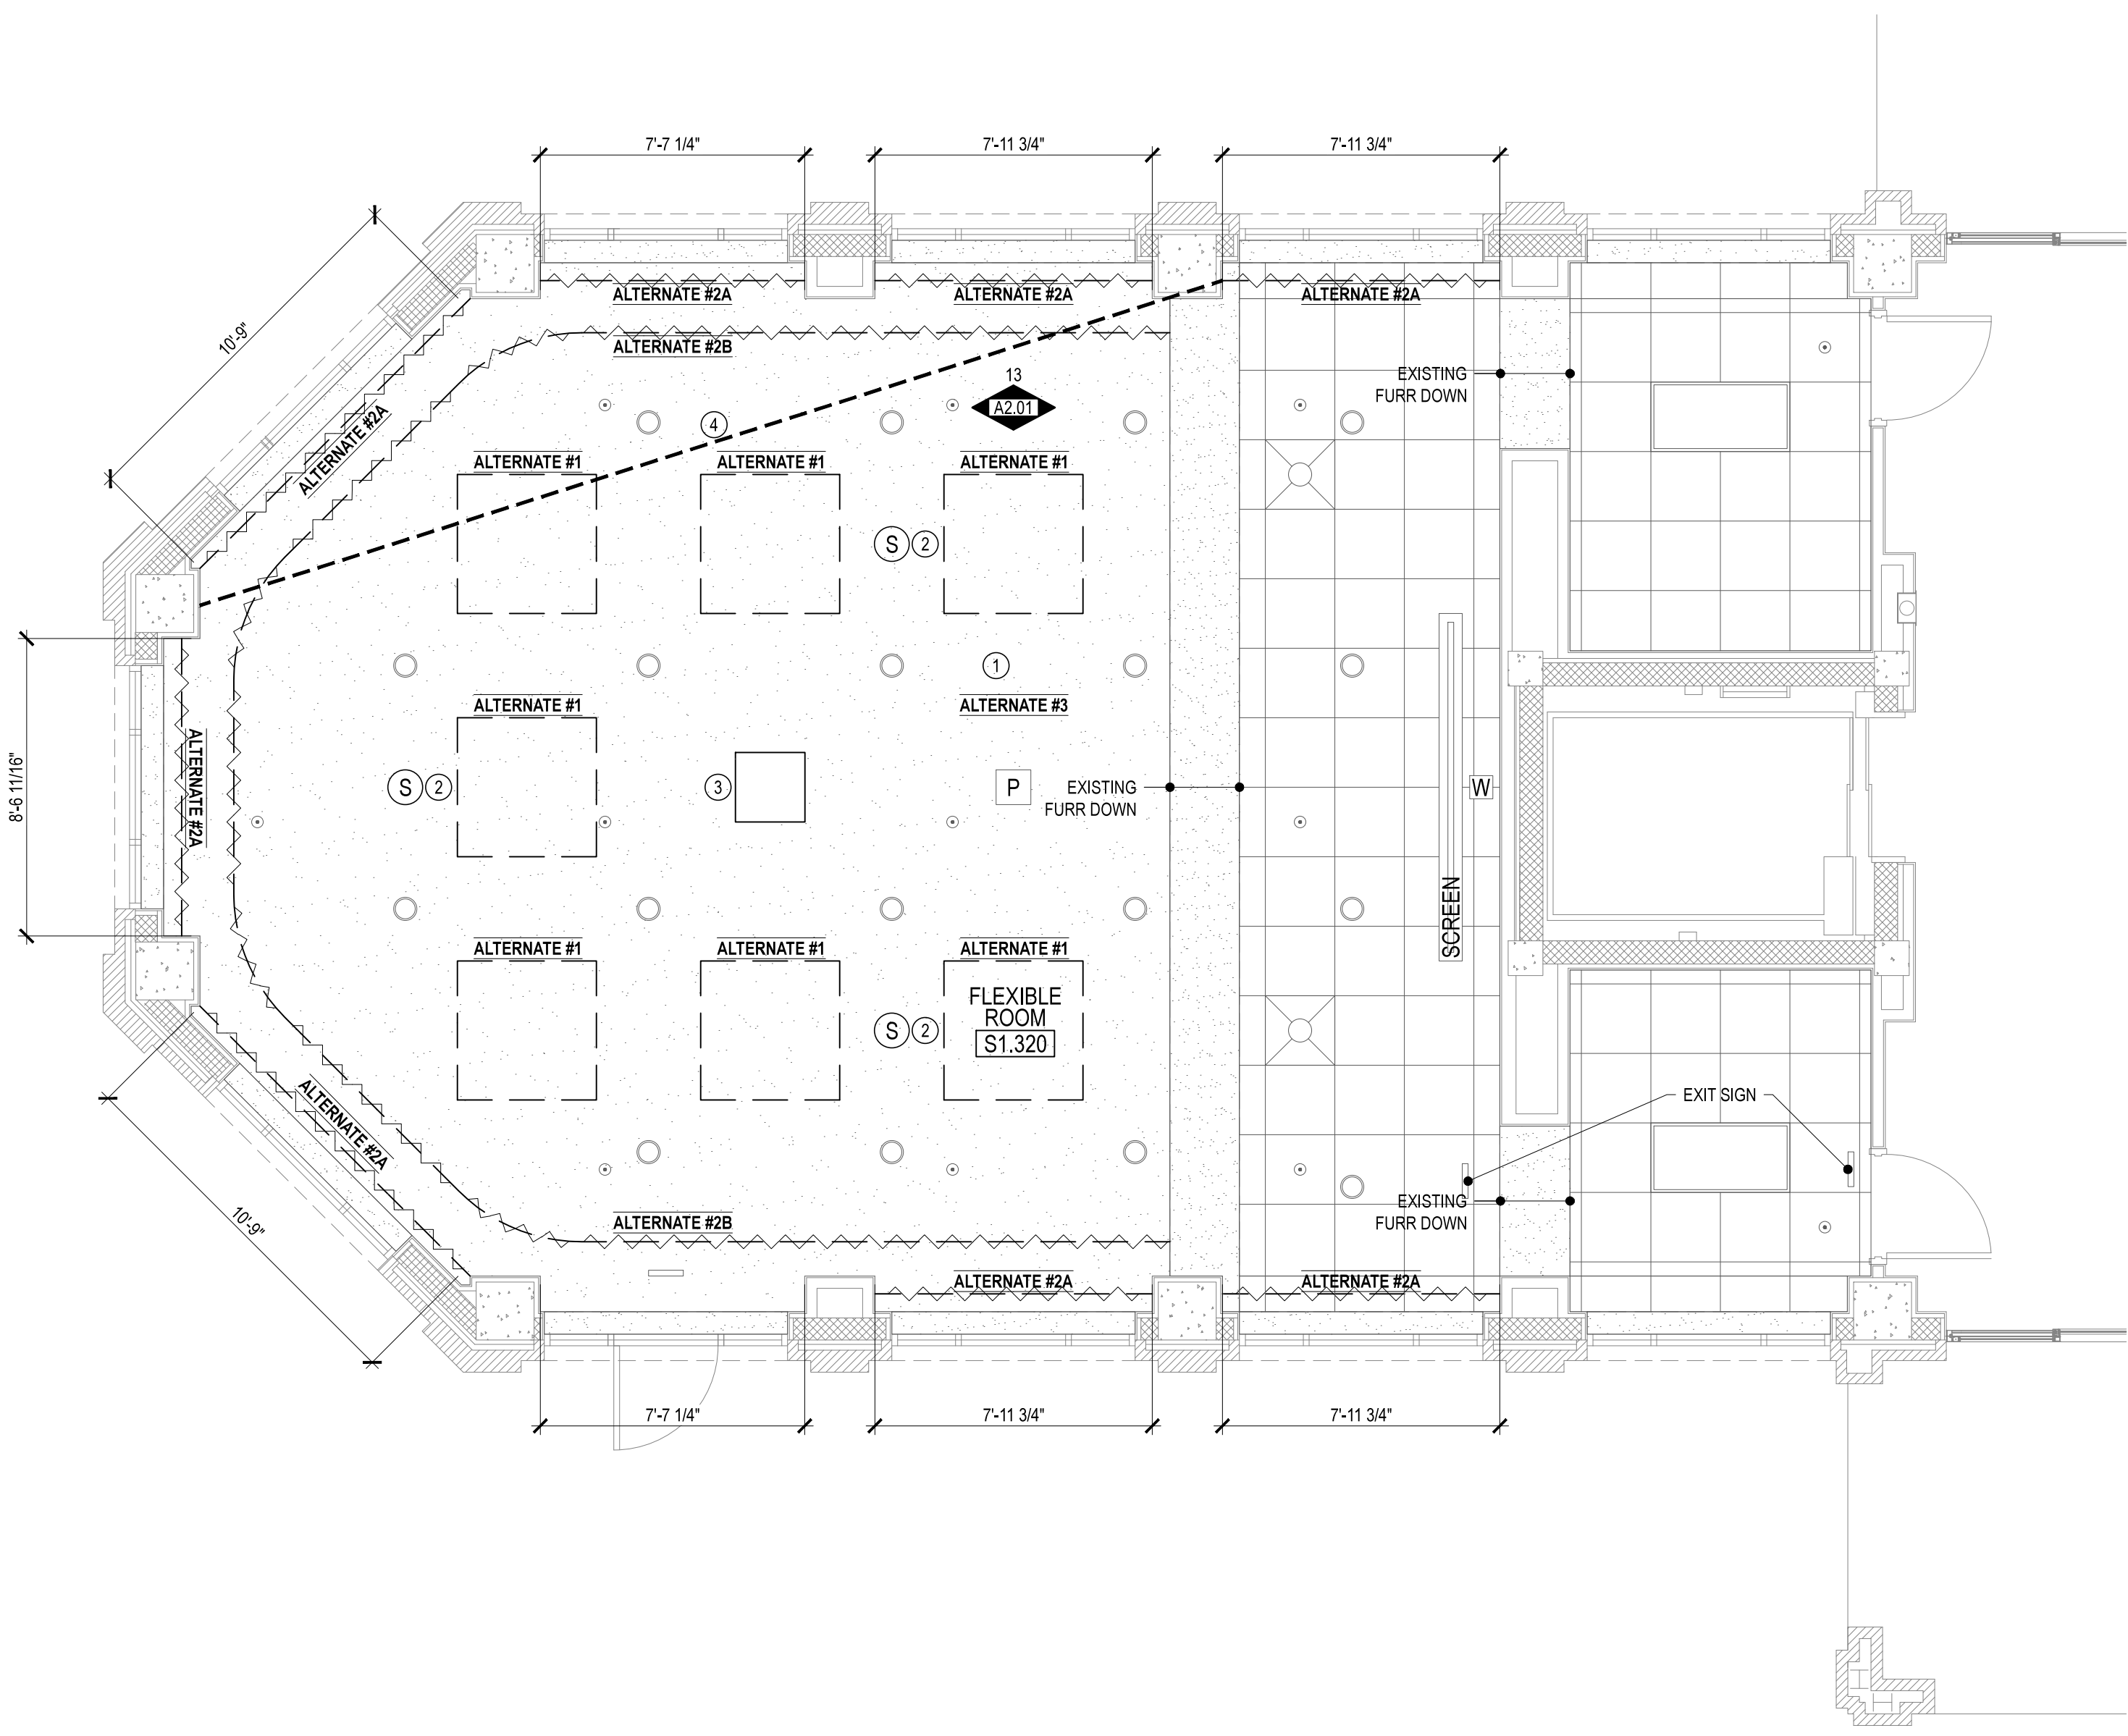 7'-7 1/4"
7'-11 3/4"
7'-11 3/4"
10'-9"
ALTERNATE #2A
ALTERNATE #2A
ALTERNATE #2A
ALTERNATE #2B
ALTERNATE #2A
13
A2.01
EXISTING
FURR DOWN
4
ALTERNATE #1
ALTERNATE #1
ALTERNATE #1
S
2
1
ALTERNATE #1
ALTERNATE #3
8'-6 11/16"
ALTERNATE #2A
S
2
3
P
EXISTING
FURR DOWN
W
SCREEN
ALTERNATE #1
ALTERNATE #1
ALTERNATE #1
FLEXIBLE
ROOM
S1.320
S
2
EXIT SIGN
ALTERNATE #2A
10'-9"
EXISTING
FURR DOWN
ALTERNATE #2B
ALTERNATE #2A
ALTERNATE #2A
7'-7 1/4"
7'-11 3/4"
7'-11 3/4"